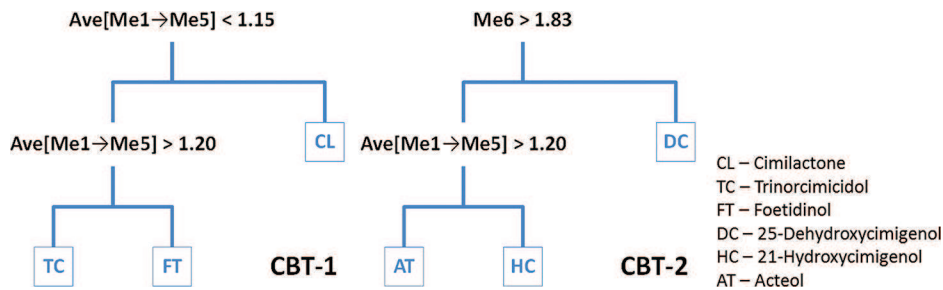 Ave[Me1→Me5] < 1.15
Me6 > 1.83
Ave[Me1→Me5] > 1.20
CL
Ave[Me1→Me5] > 1.20
DC
CL – Cimilactone
TC – Trinorcimicidol
FT – Foetidinol
DC – 25-Dehydroxycimigenol
HC – 21-Hydroxycimigenol
AT – Acteol
TC
FT
CBT-1
AT
HC
CBT-2